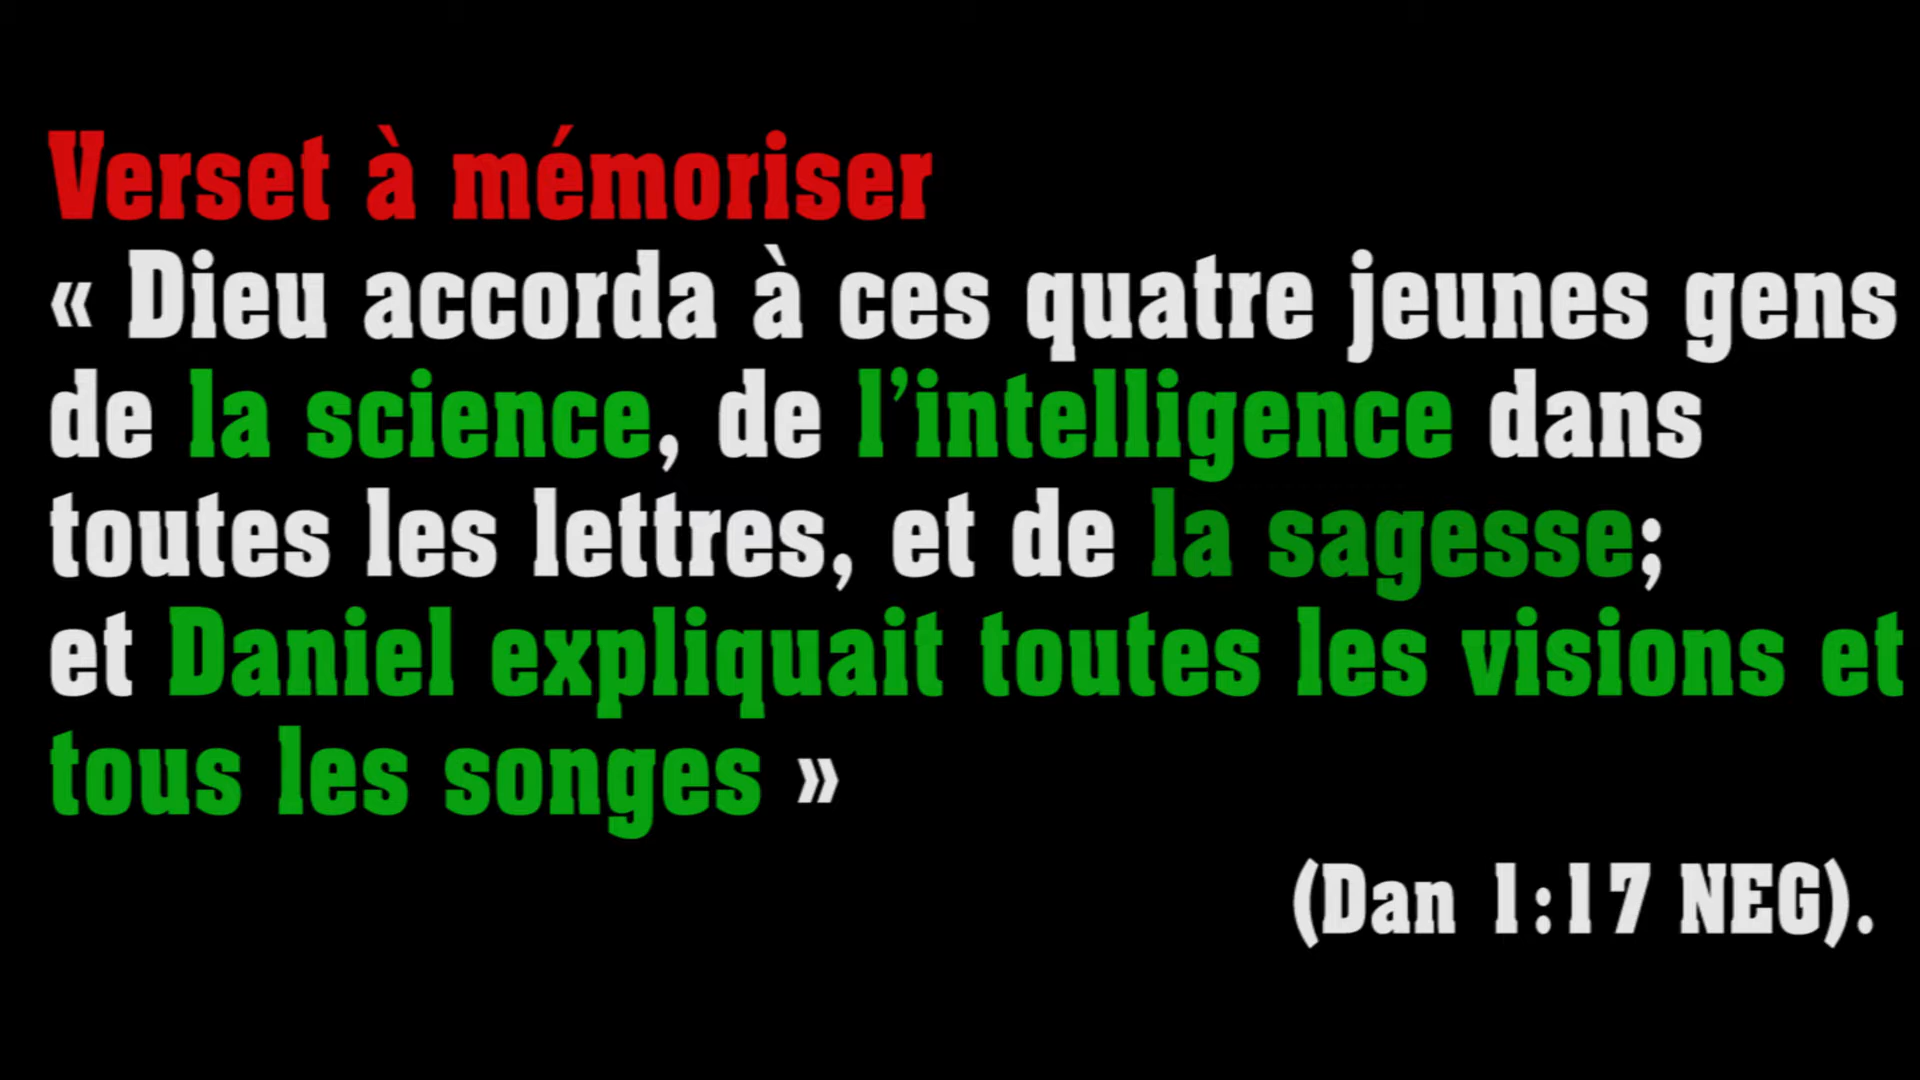 Verset à mémoriser
« Dieu accorda à ces quatre jeunes gens
de la science, de l’intelligence dans
toutes les lettres, et de la sagesse;
et Daniel expliquait toutes les visions et
tous les songes »
(Dan 1:17 NEG).